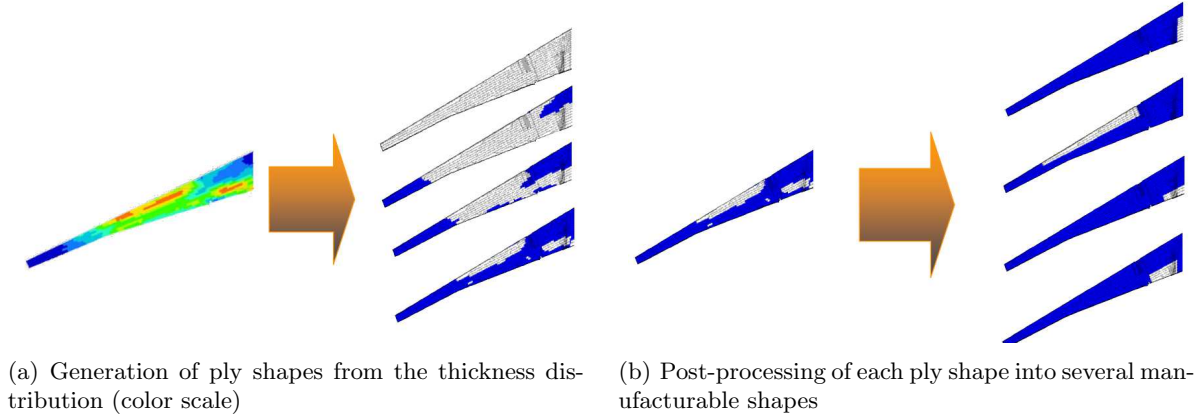 (a) Generation of ply shapes from the thickness dis-
tribution (color scale)
(b) Post-processing of each ply shape into several man-
ufacturable shapes